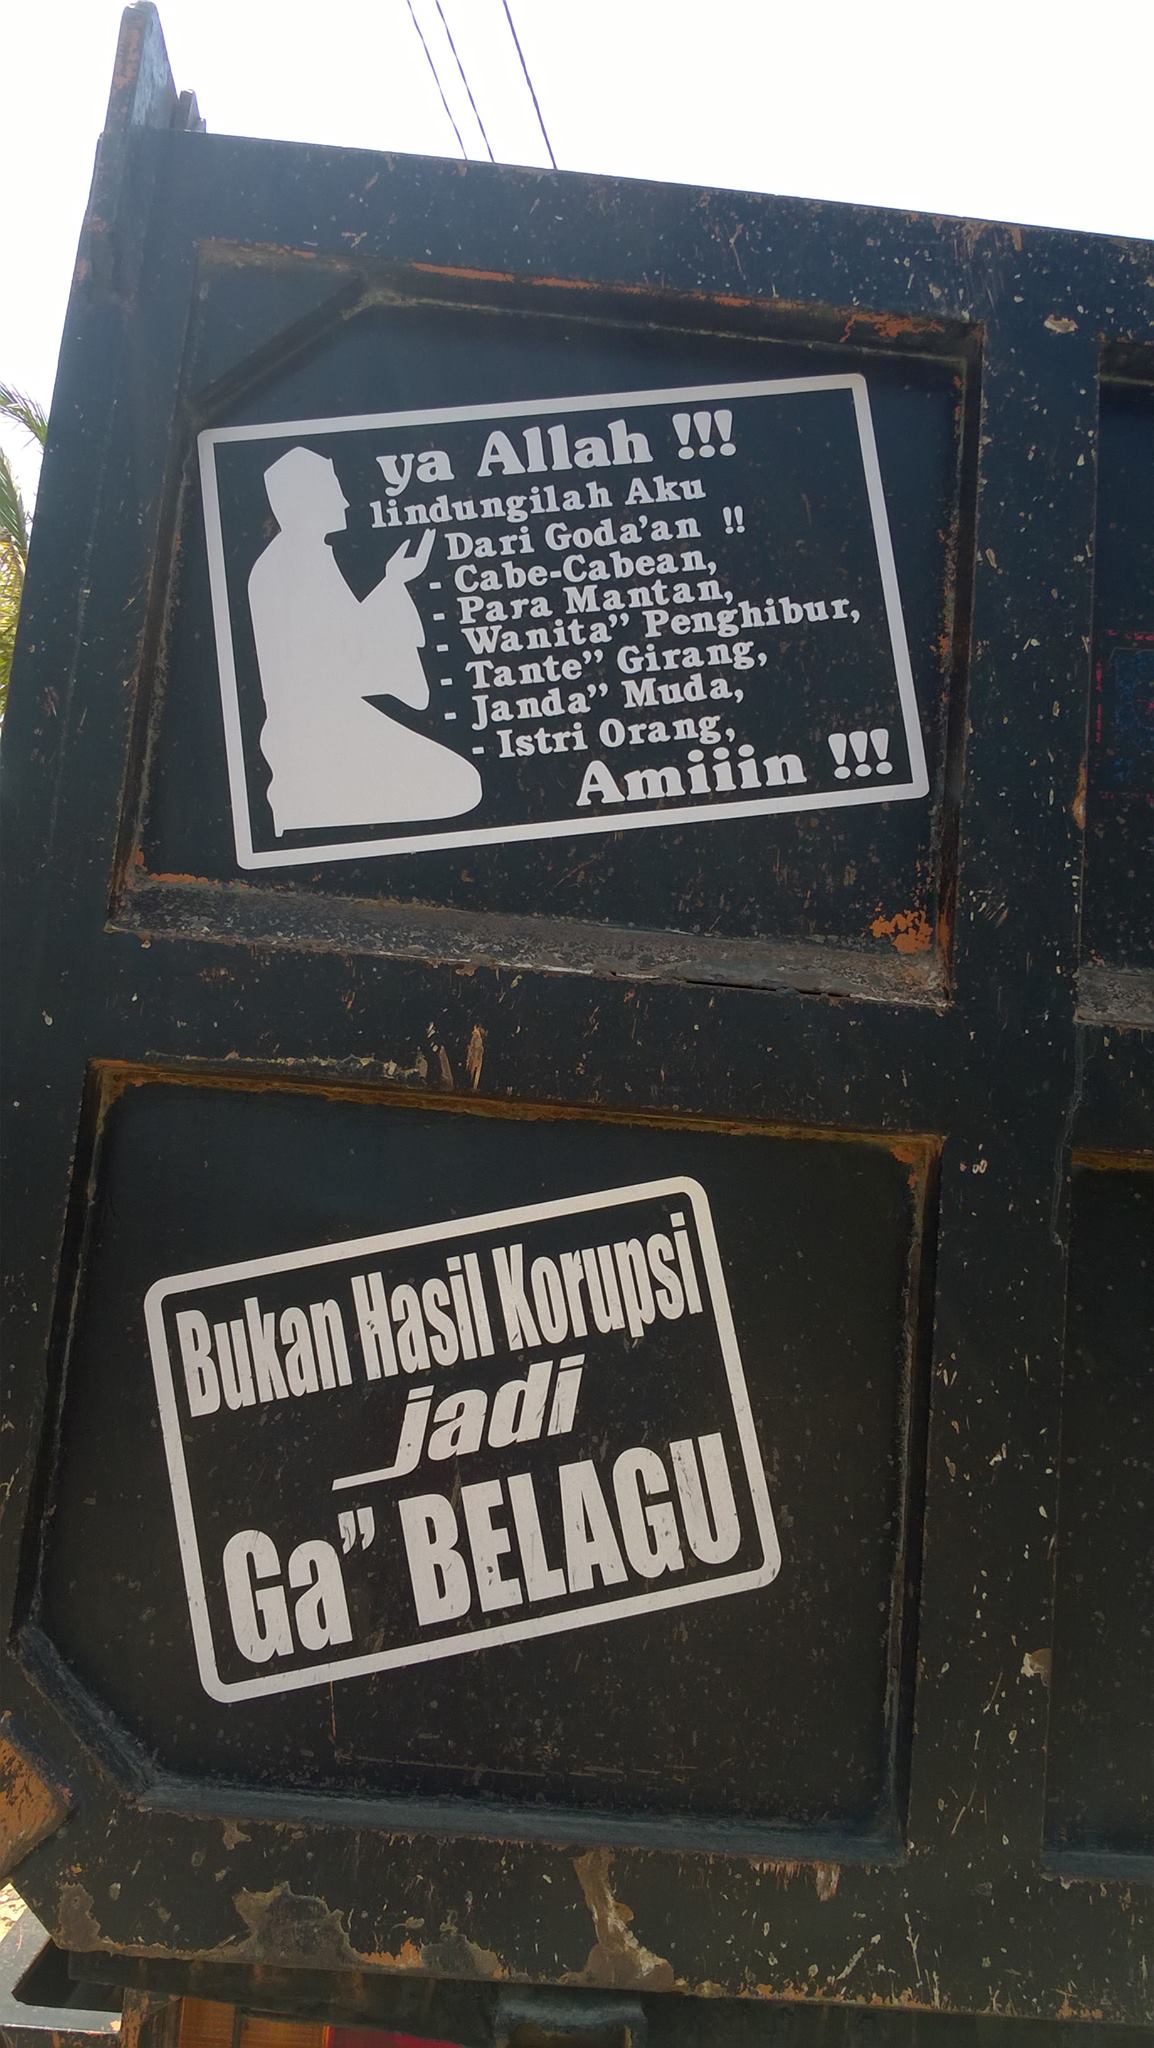 ya Allah !!!
lindungilah Aku
Dari Goda'an !!
- Cabe-Cabean,
- Para Mantan,
- Wanita" Penghibur,
- Tante" Girang,
- Janda" Muda,
- Istri Orang,
Amiiin !!!
Bukan Hasil Korupsi
jadi
Ga" BELAGU